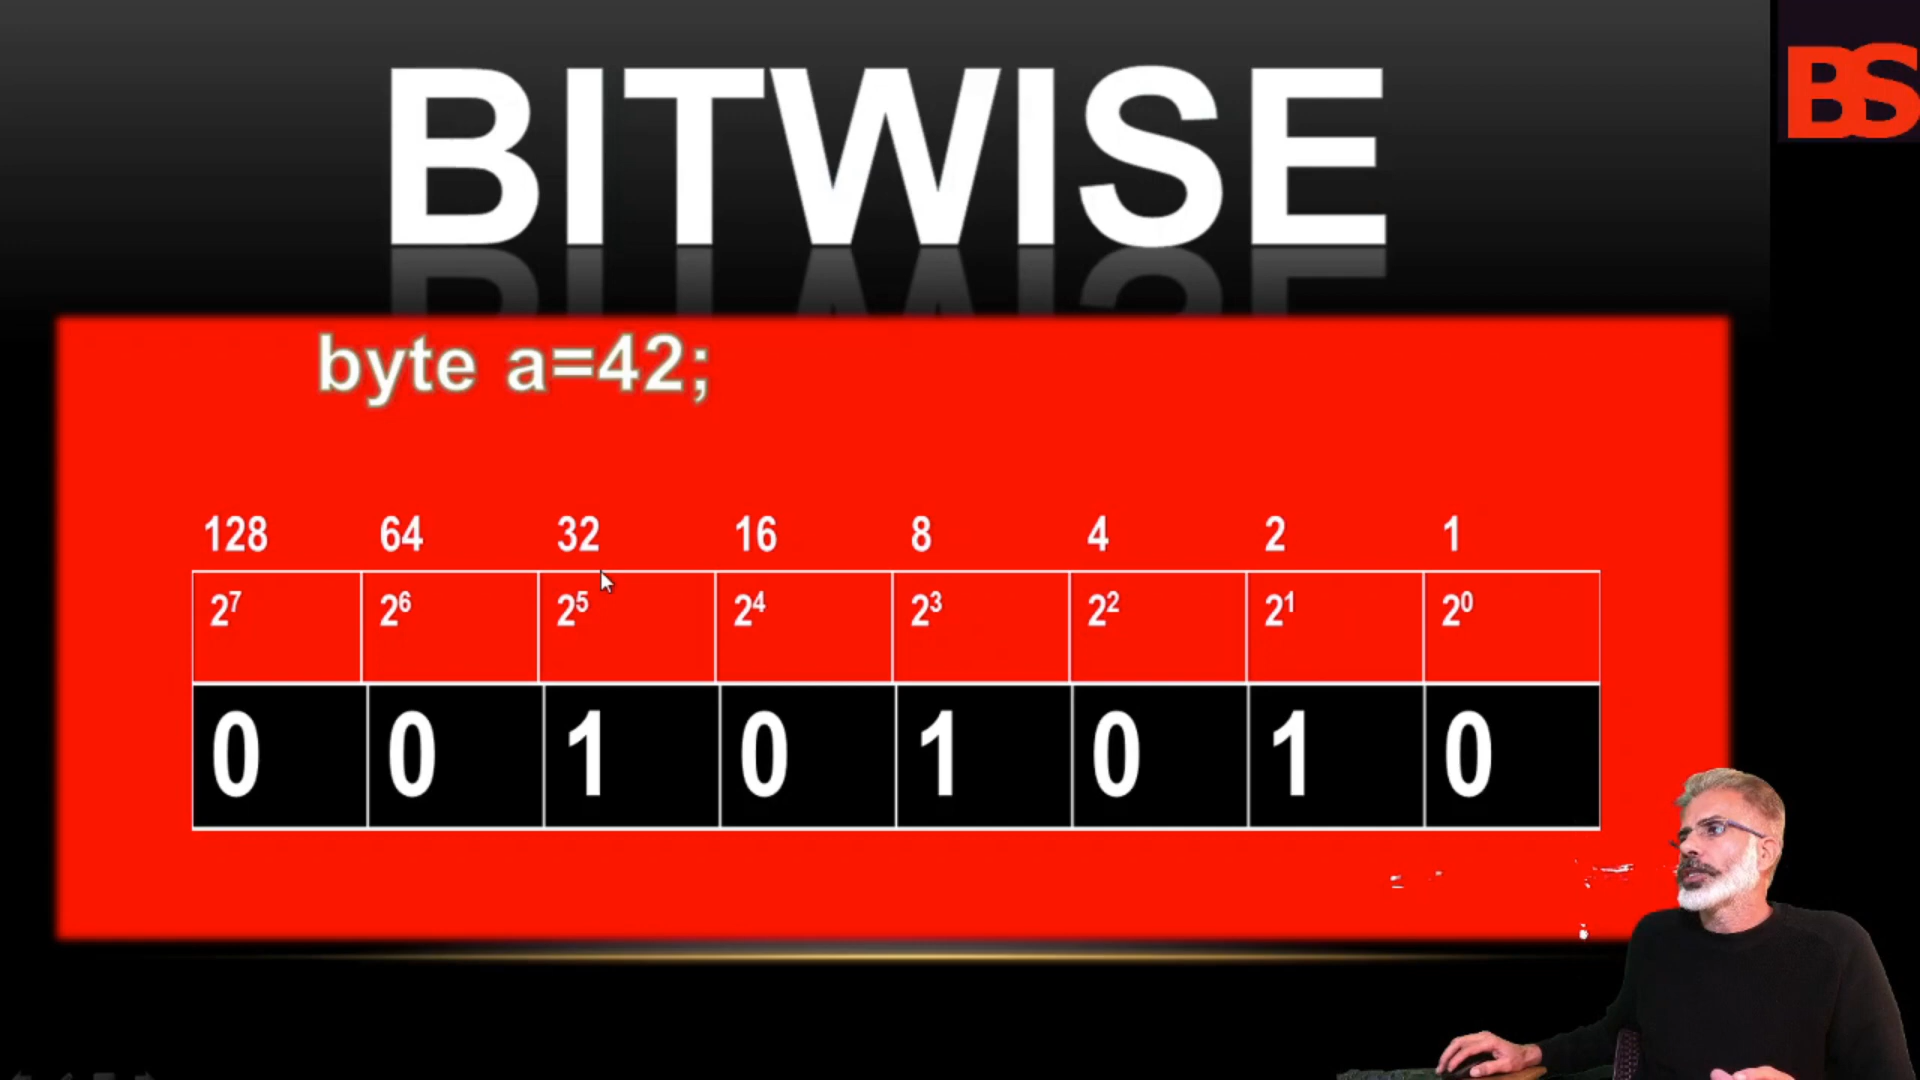 BITWISE
BS
byte a=42;
128 64 32 16 8 4 2 1
2⁷ 2⁶ 2⁵ 2⁴ 2³ 2² 2¹ 2⁰
0 0 1 0 1 0 1 0